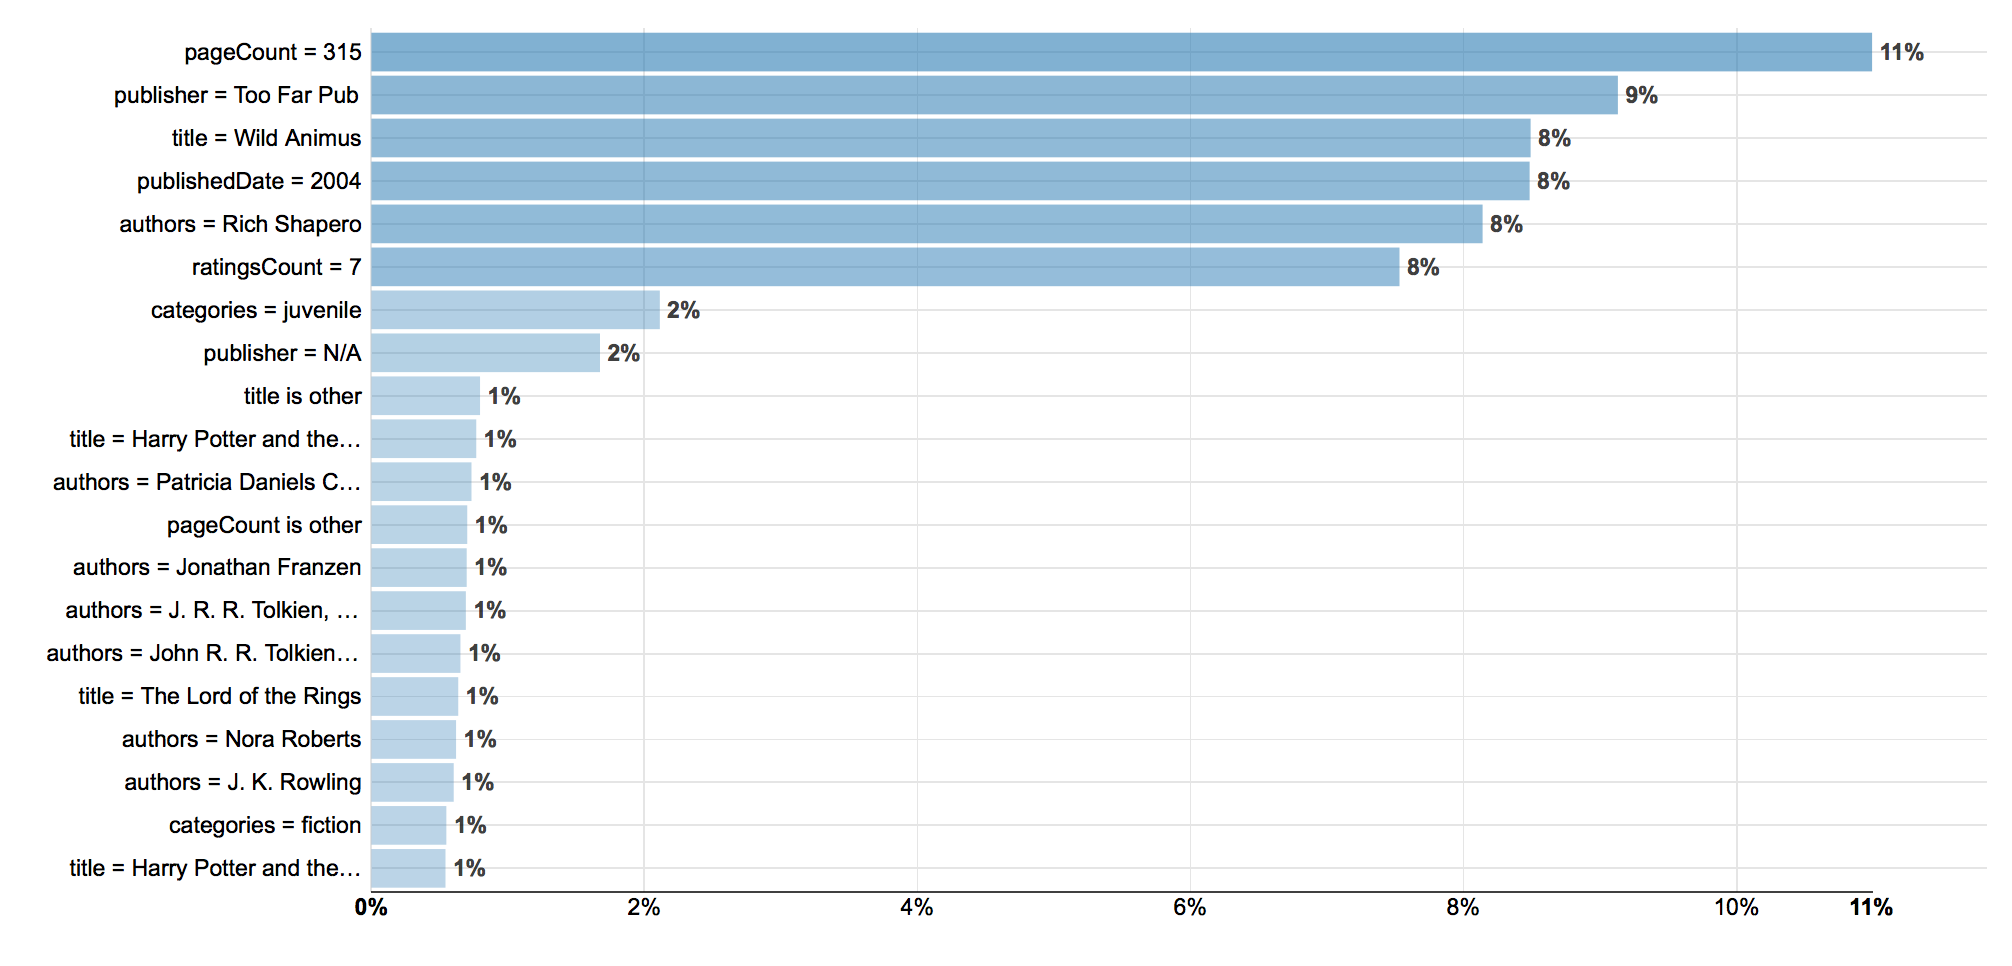 pageCount = 315 11%
publisher = Too Far Pub 9%
title = Wild Animus 8%
publishedDate = 2004 8%
authors = Rich Shapero 8%
ratingsCount = 7 8%
categories = juvenile 2%
publisher = N/A 2%
title is other 1%
title = Harry Potter and the… 1%
authors = Patricia Daniels C… 1%
pageCount is other 1%
authors = Jonathan Franzen 1%
authors = J. R. R. Tolkien, … 1%
authors = John R. R. Tolkien… 1%
title = The Lord of the Rings 1%
authors = Nora Roberts 1%
authors = J. K. Rowling 1%
categories = fiction 1%
title = Harry Potter and the… 1%
0% 2% 4% 6% 8% 10% 11%